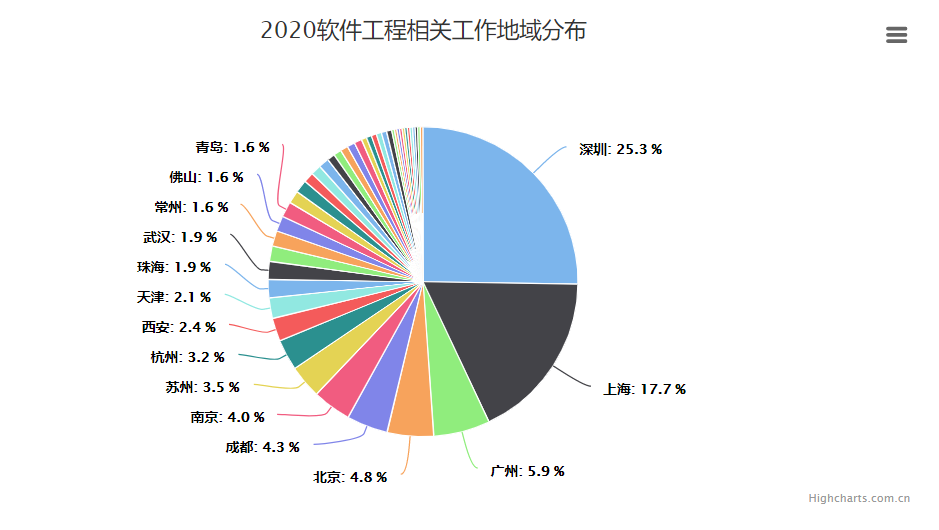 2020软件工程相关工作地域分布
深圳: 25.3 %
上海: 17.7 %
广州: 5.9 %
北京: 4.8 %
成都: 4.3 %
南京: 4.0 %
苏州: 3.5 %
杭州: 3.2 %
西安: 2.4 %
天津: 2.1 %
珠海: 1.9 %
武汉: 1.9 %
常州: 1.6 %
佛山: 1.6 %
青岛: 1.6 %
Highcharts.com.cn